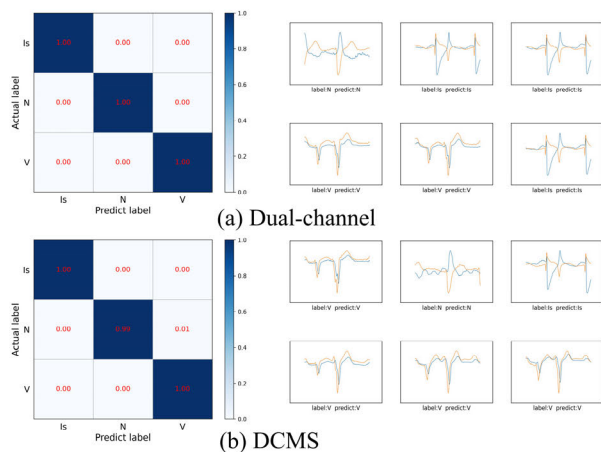 Actual label
Is
N
V
1.00 0.00 0.00
0.00 1.00 0.00
0.00 0.00 1.00
Is N V
Predict label
1.0
0.8
0.6
0.4
0.2
0.0
label:N predict:N
label:Is predict:Is
label:Is predict:Is
label:V predict:V
label:V predict:V
label:Is predict:Is
(a) Dual-channel
Actual label
Is
N
V
1.00 0.00 0.00
0.00 0.99 0.01
0.00 0.00 1.00
Is N V
Predict label
1.0
0.8
0.6
0.4
0.2
0.0
label:V predict:V
label:N predict:N
label:Is predict:Is
label:V predict:V
label:V predict:V
label:V predict:V
(b) DCMS